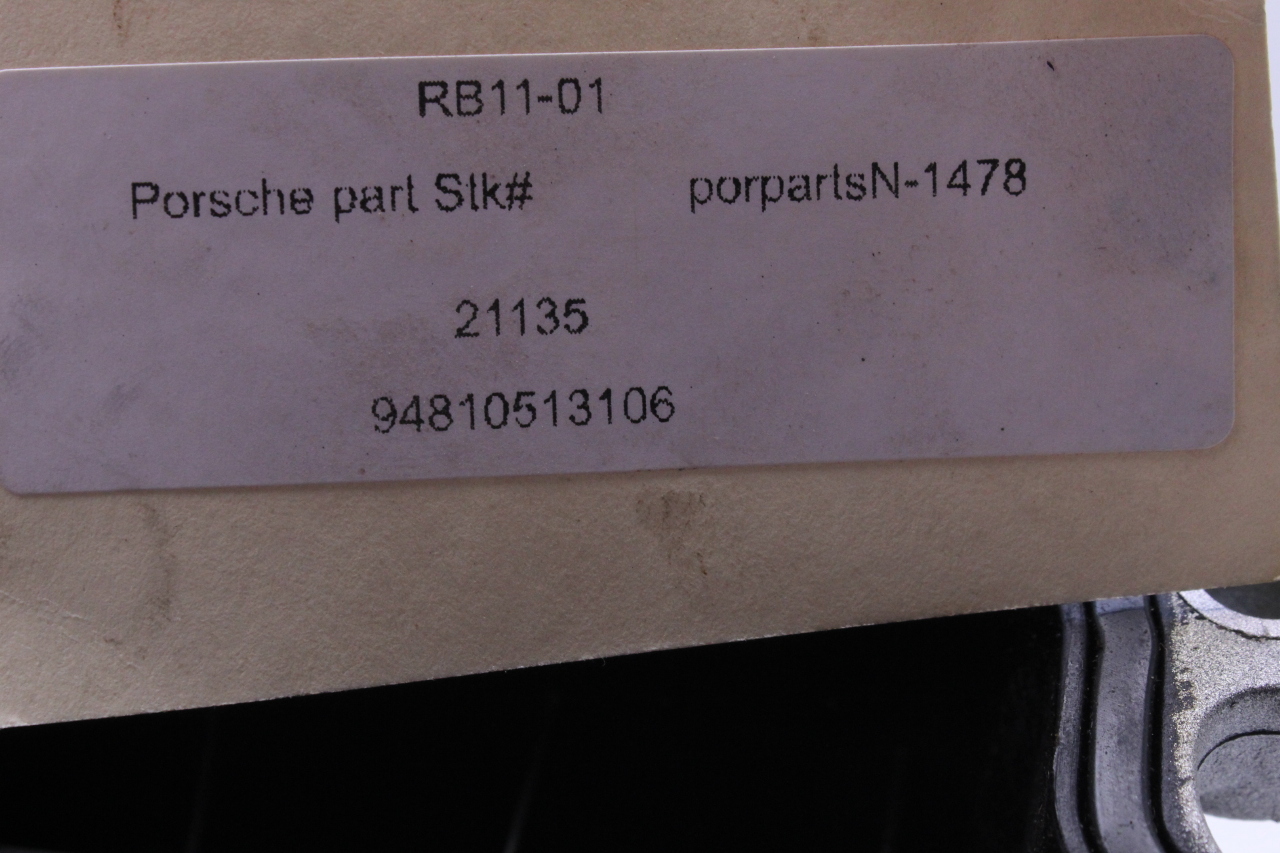 RB11-01
Porsche part Stk# porpartsN-1478
21135
94810513106